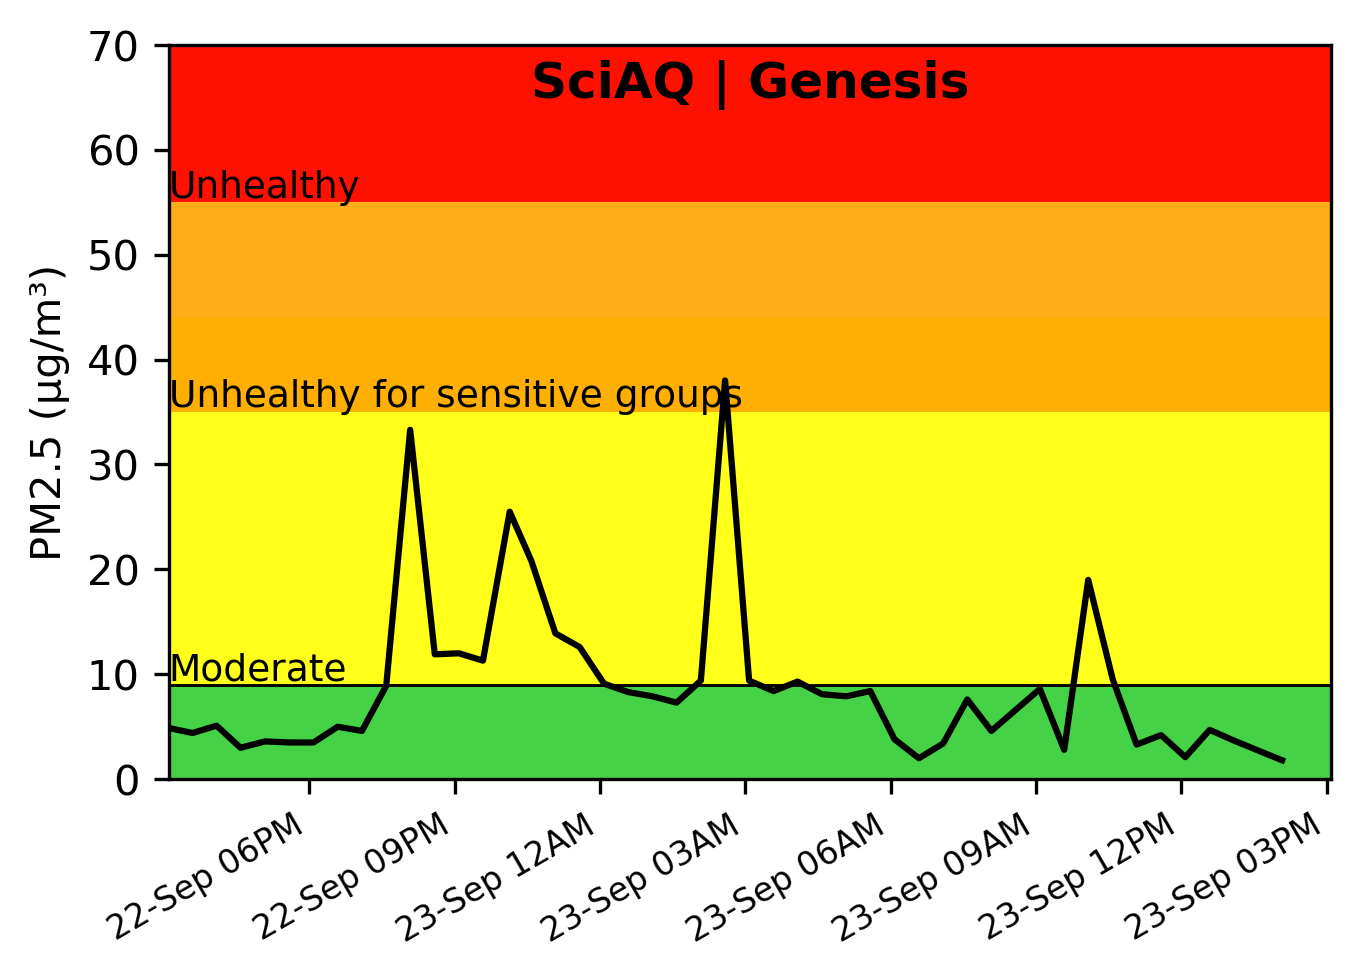 SciAQ | Genesis
PM2.5 (µg/m³)
70
60
50
40
30
20
10
0
Unhealthy
Unhealthy for sensitive groups
Moderate
22-Sep 06PM
22-Sep 09PM
23-Sep 12AM
23-Sep 03AM
23-Sep 06AM
23-Sep 09AM
23-Sep 12PM
23-Sep 03PM